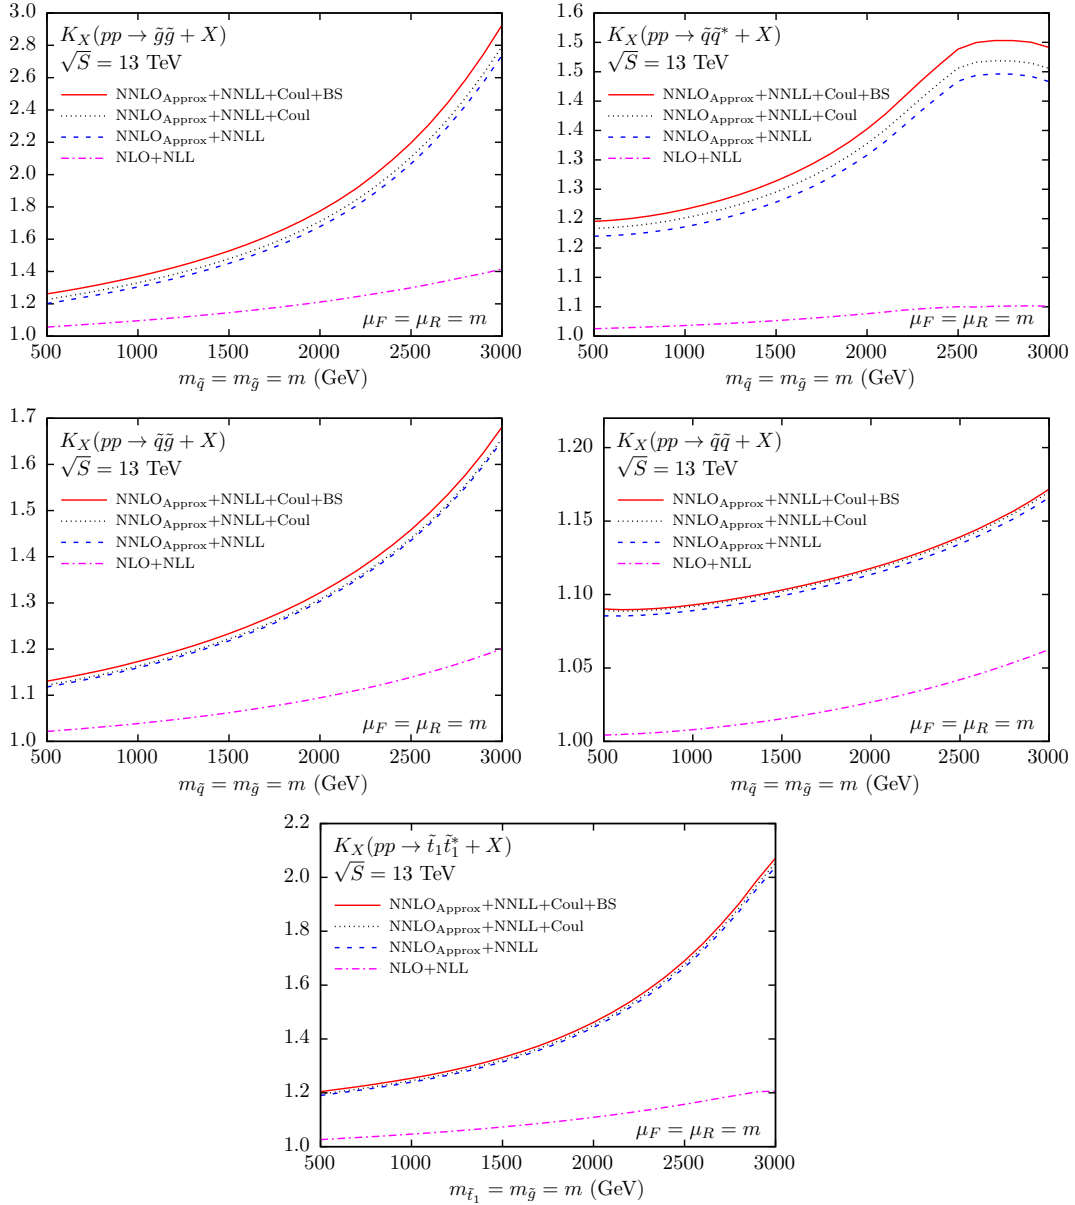 K_X(pp → g̃g̃ + X)
√S = 13 TeV
NNLO_Approx+NNLL+Coul+BS
NNLO_Approx+NNLL+Coul
NNLO_Approx+NNLL
NLO+NLL
3.0
2.8
2.6
2.4
2.2
2.0
1.8
1.6
1.4
1.2
1.0
μ_F = μ_R = m
500 1000 1500 2000 2500 3000
m_q̃ = m_g̃ = m (GeV)
K_X(pp → q̃q̃* + X)
√S = 13 TeV
NNLO_Approx+NNLL+Coul+BS
NNLO_Approx+NNLL+Coul
NNLO_Approx+NNLL
NLO+NLL
1.6
1.5
1.5
1.4
1.4
1.3
1.3
1.2
1.2
1.1
1.1
1.0
μ_F = μ_R = m
500 1000 1500 2000 2500 3000
m_q̃ = m_g̃ = m (GeV)
K_X(pp → q̃g̃ + X)
√S = 13 TeV
NNLO_Approx+NNLL+Coul+BS
NNLO_Approx+NNLL+Coul
NNLO_Approx+NNLL
NLO+NLL
1.7
1.6
1.5
1.4
1.3
1.2
1.1
1.0
μ_F = μ_R = m
500 1000 1500 2000 2500 3000
m_q̃ = m_g̃ = m (GeV)
K_X(pp → q̃q̃ + X)
√S = 13 TeV
NNLO_Approx+NNLL+Coul+BS
NNLO_Approx+NNLL+Coul
NNLO_Approx+NNLL
NLO+NLL
1.20
1.15
1.10
1.05
1.00
μ_F = μ_R = m
500 1000 1500 2000 2500 3000
m_q̃ = m_g̃ = m (GeV)
K_X(pp → t̃₁t̃₁* + X)
√S = 13 TeV
NNLO_Approx+NNLL+Coul+BS
NNLO_Approx+NNLL+Coul
NNLO_Approx+NNLL
NLO+NLL
2.2
2.0
1.8
1.6
1.4
1.2
1.0
μ_F = μ_R = m
500 1000 1500 2000 2500 3000
m_t̃₁ = m_g̃ = m (GeV)